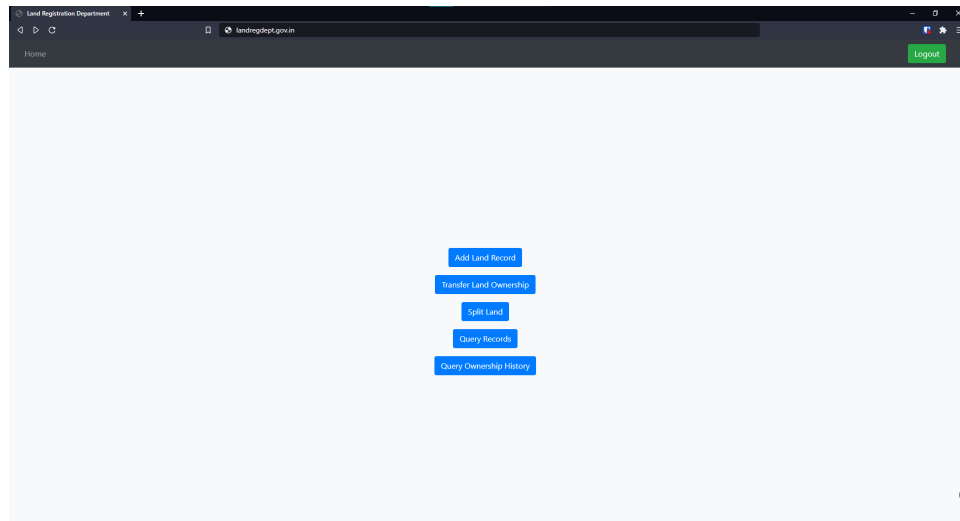 Land Registration Department
landregdept.gov.in
Home
Logout
Add Land Record
Transfer Land Ownership
Split Land
Query Records
Query Ownership History